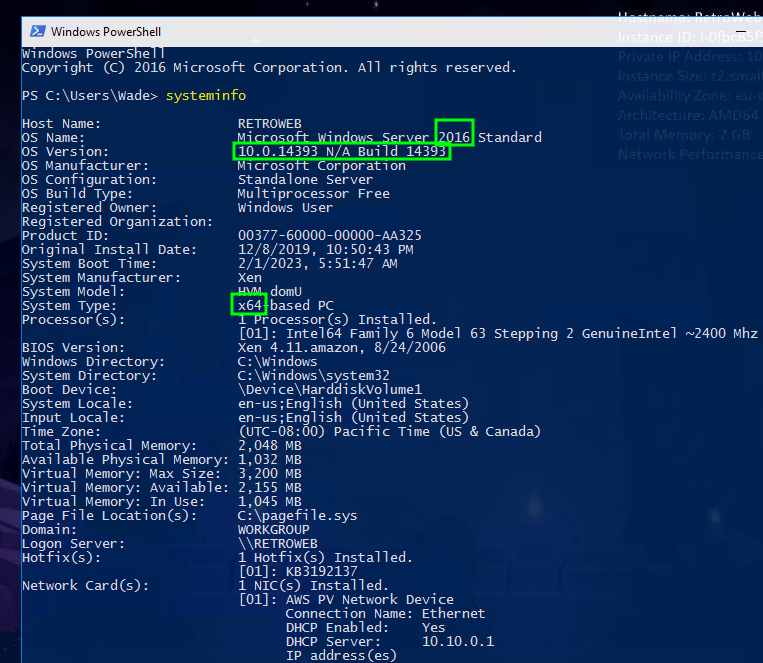 Hostname: RetroWeb
Windows PowerShell
Instance ID: i-0fbc85f5
Windows PowerShell
Copyright (C) 2016 Microsoft Corporation. All rights reserved.
Private IP Address: 10
Instance Size: t2.smal
PS C:\Users\Wade> systeminfo
Availability Zone: eu-
Architecture: AMD64
Host Name: RETROWEB
OS Name: Microsoft Windows Server 2016 Standard
Total Memory: 2 GB
OS Version: 10.0.14393 N/A Build 14393
Network Performance
OS Manufacturer: Microsoft Corporation
OS Configuration: Standalone Server
OS Build Type: Multiprocessor Free
Registered Owner: Windows User
Registered Organization:
Product ID: 00377-60000-00000-AA325
Original Install Date: 12/8/2019, 10:50:43 PM
System Boot Time: 2/1/2023, 5:51:47 AM
System Manufacturer: Xen
System Model: HVM domU
System Type: x64-based PC
Processor(s): 1 Processor(s) Installed.
[01]: Intel64 Family 6 Model 63 Stepping 2 GenuineIntel ~2400 Mhz
BIOS Version: Xen 4.11.amazon, 8/24/2006
Windows Directory: C:\Windows
System Directory: C:\Windows\system32
Boot Device: \Device\HarddiskVolume1
System Locale: en-us;English (United States)
Input Locale: en-us;English (United States)
Time Zone: (UTC-08:00) Pacific Time (US & Canada)
Total Physical Memory: 2,048 MB
Available Physical Memory: 1,032 MB
Virtual Memory: Max Size: 3,200 MB
Virtual Memory: Available: 2,155 MB
Virtual Memory: In Use: 1,045 MB
Page File Location(s): C:\pagefile.sys
Domain: WORKGROUP
Logon Server: \\RETROWEB
Hotfix(s): 1 Hotfix(s) Installed.
[01]: KB3192137
Network Card(s): 1 NIC(s) Installed.
[01]: AWS PV Network Device
Connection Name: Ethernet
DHCP Enabled: Yes
DHCP Server: 10.10.0.1
IP address(es)